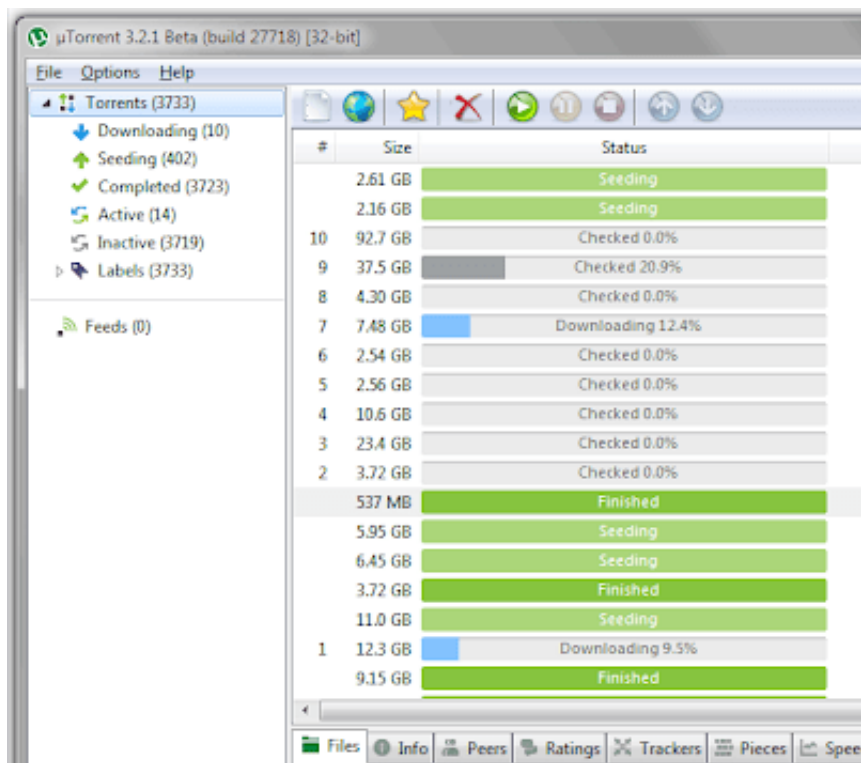 µTorrent 3.2.1 Beta (build 27718) [32-bit]
File Options Help
Torrents (3733)
Downloading (10)
Seeding (402)
Completed (3723)
Active (14)
Inactive (3719)
Labels (3733)
Feeds (0)
# Size Status
2.61 GB Seeding
2.16 GB Seeding
10 92.7 GB Checked 0.0%
9 37.5 GB Checked 20.9%
8 4.30 GB Checked 0.0%
7 7.48 GB Downloading 12.4%
6 2.54 GB Checked 0.0%
5 2.56 GB Checked 0.0%
4 10.6 GB Checked 0.0%
3 23.4 GB Checked 0.0%
2 3.72 GB Checked 0.0%
537 MB Finished
5.95 GB Seeding
6.45 GB Seeding
3.72 GB Finished
11.0 GB Seeding
1 12.3 GB Downloading 9.5%
9.15 GB Finished
Files Info Peers Ratings Trackers Pieces Spee